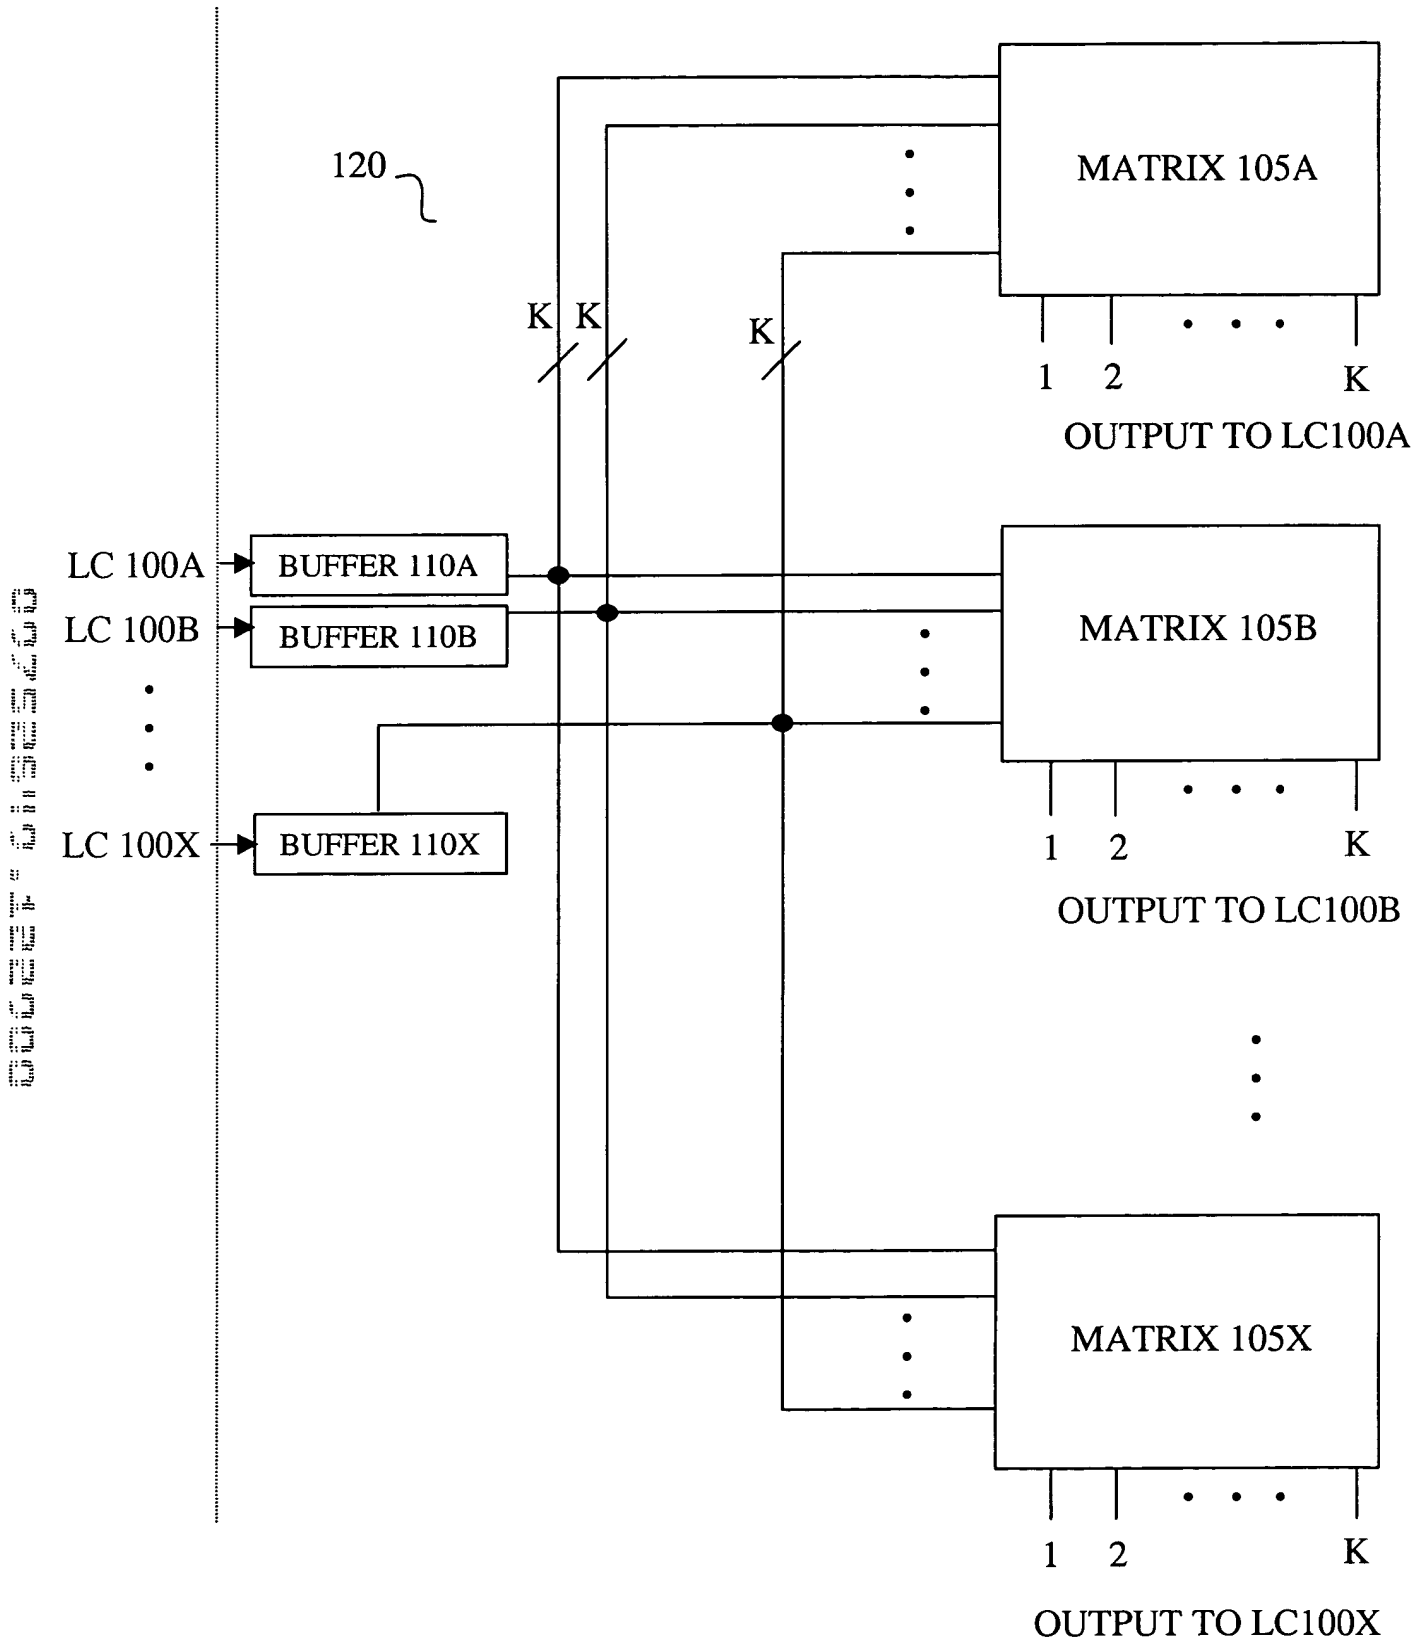 MATRIX 105A
120
K K
K
1 2 K
OUTPUT TO LC100A
LC 100A
BUFFER 110A
LC 100B
BUFFER 110B
MATRIX 105B
LC 100X
BUFFER 110X
1 2 K
OUTPUT TO LC100B
MATRIX 105X
1 2 K
OUTPUT TO LC100X